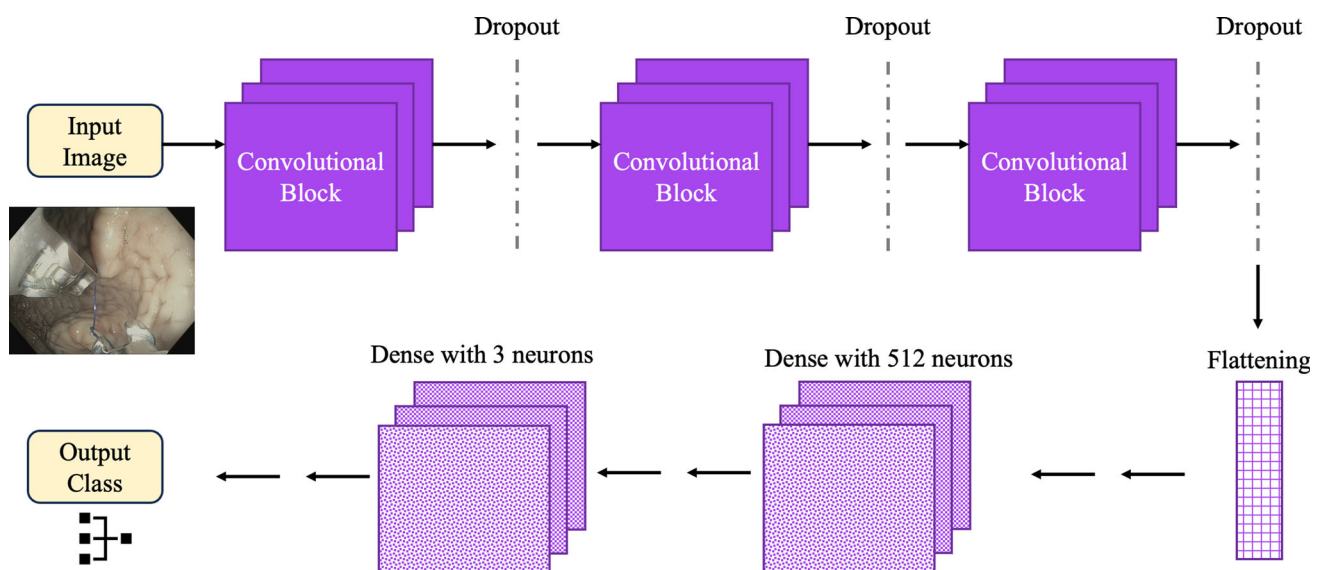 Dropout
Dropout
Dropout
Input
Image
Convolutional
Block
Convolutional
Block
Convolutional
Block
Dense with 3 neurons
Dense with 512 neurons
Flattening
Output
Class